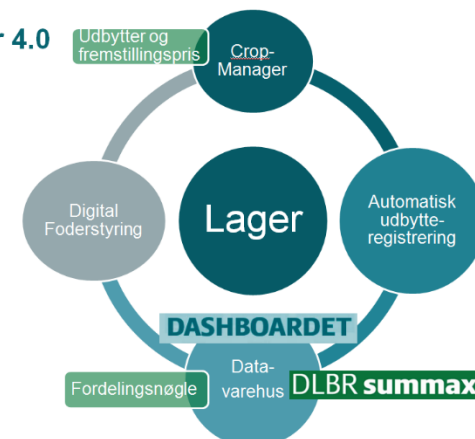 r 4.0
Udbytter og
fremstillingspris
Crop-
Manager
Digital
Foderstyring
Lager
Automatisk
udbytte-
registrering
DASHBOARDET
Data-
varehus
Fordelingsnøgle
DLBR summax